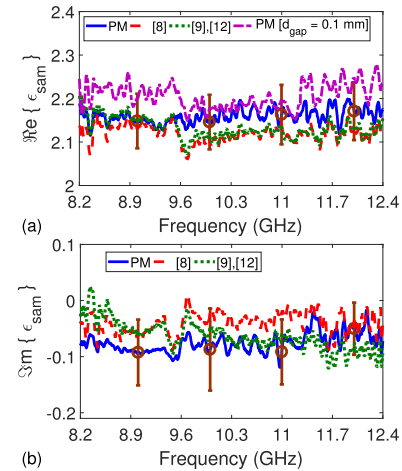 2.4
PM [8] [9],[12] PM [d_gap = 0.1 mm]
2.3
2.2
2.1
2
ℜe { ϵ_sam }
8.2 8.9 9.6 10.3 11 11.7 12.4
(a) Frequency (GHz)
0.1
PM [8] [9],[12]
0
-0.1
-0.2
ℑm { ϵ_sam }
8.2 8.9 9.6 10.3 11 11.7 12.4
(b) Frequency (GHz)